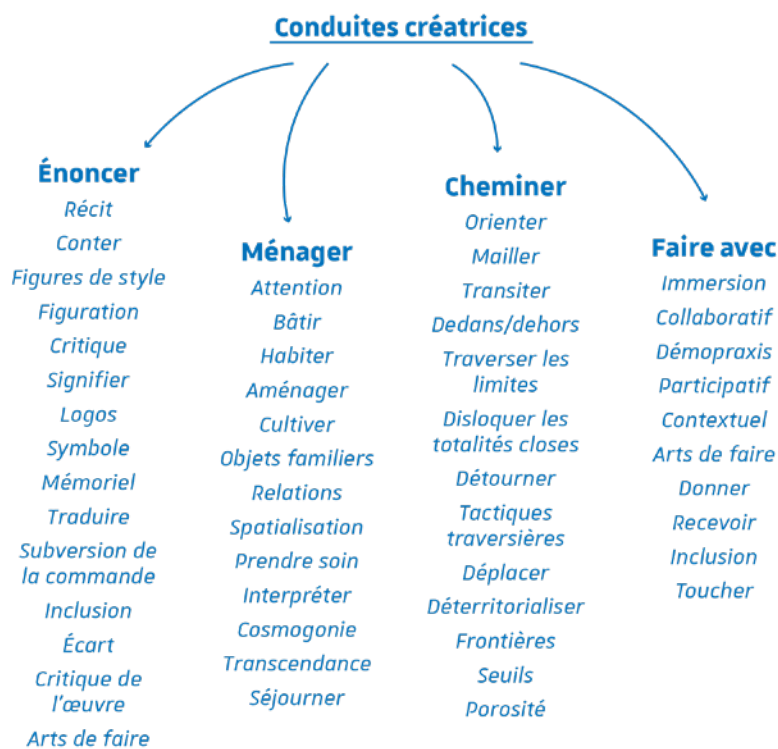 Conduites créatrices
Énoncer
Récit
Conter
Figures de style
Figuration
Critique
Signifier
Logos
Symbole
Mémoriel
Traduire
Subversion de
la commande
Inclusion
Écart
Critique de
l'œuvre
Arts de faire
Ménager
Attention
Bâtir
Habiter
Aménager
Cultiver
Objets familiers
Relations
Spatialisation
Prendre soin
Interpréter
Cosmogonie
Transcendance
Séjourner
Cheminer
Orienter
Mailler
Transiter
Dedans/dehors
Traverser les
limites
Disloquer les
totalités closes
Détourner
Tactiques
traversières
Déplacer
Déterritorialiser
Frontières
Seuils
Porosité
Faire avec
Immersion
Collaboratif
Démopraxis
Participatif
Contextuel
Arts de faire
Donner
Recevoir
Inclusion
Toucher